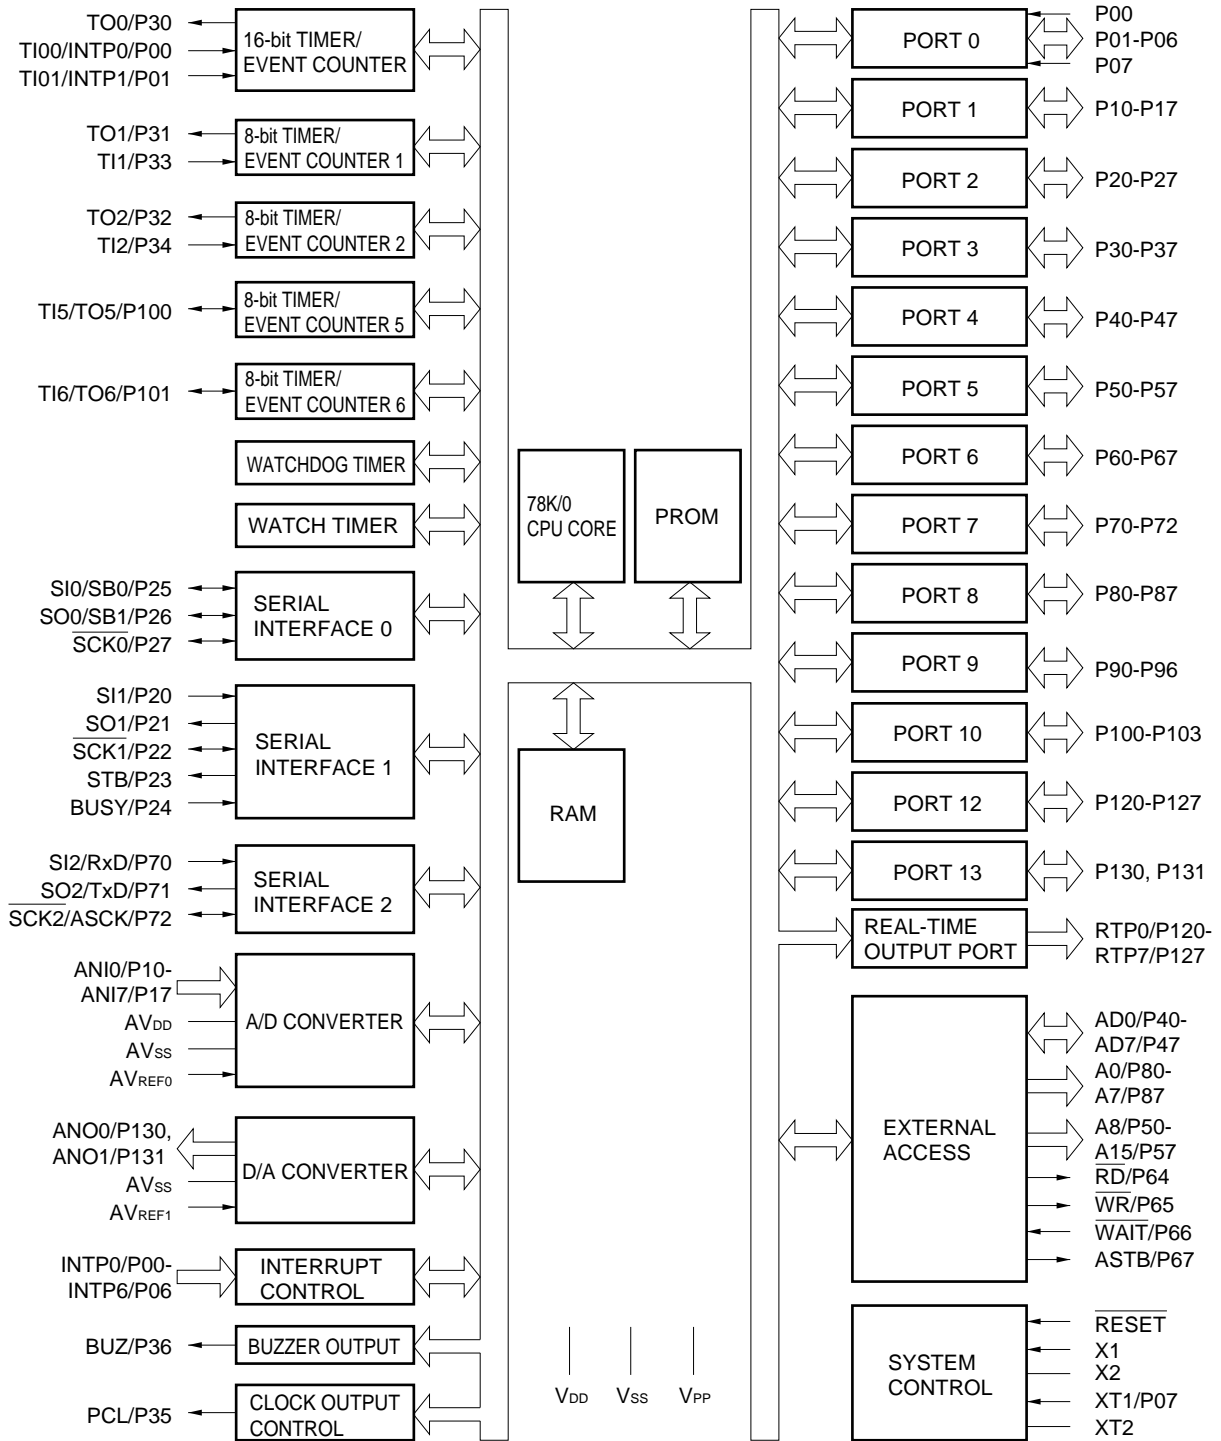 TO0/P30
TI00/INTP0/P00
TI01/INTP1/P01
16-bit TIMER/
EVENT COUNTER
TO1/P31
TI1/P33
8-bit TIMER/
EVENT COUNTER 1
TO2/P32
TI2/P34
8-bit TIMER/
EVENT COUNTER 2
TI5/TO5/P100
8-bit TIMER/
EVENT COUNTER 5
TI6/TO6/P101
8-bit TIMER/
EVENT COUNTER 6
WATCHDOG TIMER
WATCH TIMER
SI0/SB0/P25
SO0/SB1/P26
SCK0/P27
SERIAL
INTERFACE 0
SI1/P20
SO1/P21
SCK1/P22
STB/P23
BUSY/P24
SERIAL
INTERFACE 1
SI2/RxD/P70
SO2/TxD/P71
SCK2/ASCK/P72
SERIAL
INTERFACE 2
ANI0/P10-
ANI7/P17
AVDD
AVSS
AVREF0
A/D CONVERTER
ANO0/P130,
ANO1/P131
AVSS
AVREF1
D/A CONVERTER
INTP0/P00-
INTP6/P06
INTERRUPT
CONTROL
BUZ/P36
BUZZER OUTPUT
PCL/P35
CLOCK OUTPUT
CONTROL
78K/0
CPU CORE
PROM
RAM
VDD
VSS
VPP
PORT 0
P00
P01-P06
P07
PORT 1
P10-P17
PORT 2
P20-P27
PORT 3
P30-P37
PORT 4
P40-P47
PORT 5
P50-P57
PORT 6
P60-P67
PORT 7
P70-P72
PORT 8
P80-P87
PORT 9
P90-P96
PORT 10
P100-P103
PORT 12
P120-P127
PORT 13
P130, P131
REAL-TIME
OUTPUT PORT
RTP0/P120-
RTP7/P127
EXTERNAL
ACCESS
AD0/P40-
AD7/P47
A0/P80-
A7/P87
A8/P50-
A15/P57
RD/P64
WR/P65
WAIT/P66
ASTB/P67
SYSTEM
CONTROL
RESET
X1
X2
XT1/P07
XT2